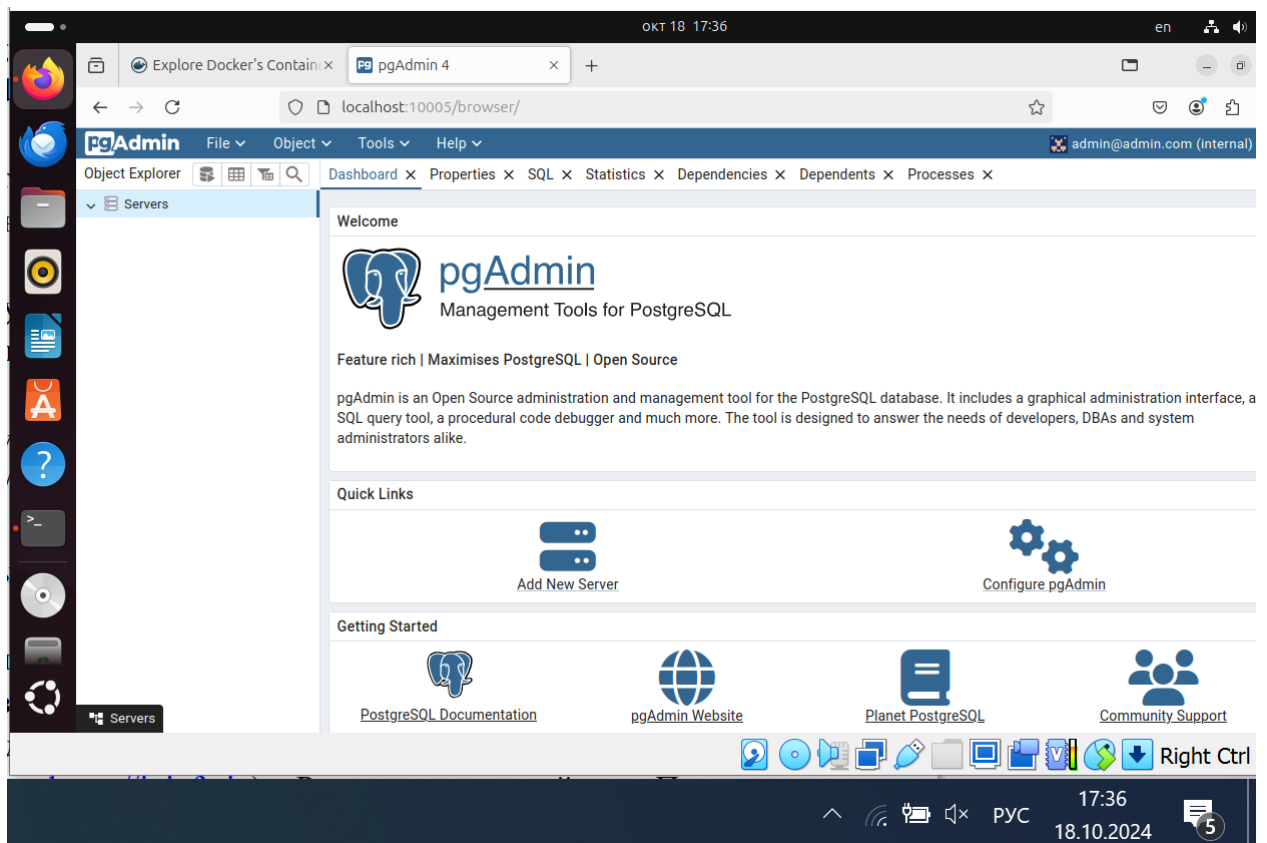 окт 18 17:36
en
Explore Docker's Contain
pgAdmin 4
localhost:10005/browser/
pgAdmin File Object Tools Help admin@admin.com (internal)
Object Explorer
Dashboard Properties SQL Statistics Dependencies Dependents Processes
Servers
Welcome
pgAdmin
Management Tools for PostgreSQL
Feature rich | Maximises PostgreSQL | Open Source
pgAdmin is an Open Source administration and management tool for the PostgreSQL database. It includes a graphical administration interface, a
SQL query tool, a procedural code debugger and much more. The tool is designed to answer the needs of developers, DBAs and system
administrators alike.
Quick Links
Add New Server
Configure pgAdmin
Getting Started
PostgreSQL Documentation
pgAdmin Website
Planet PostgreSQL
Community Support
Servers
Right Ctrl
РУС
17:36
18.10.2024
5